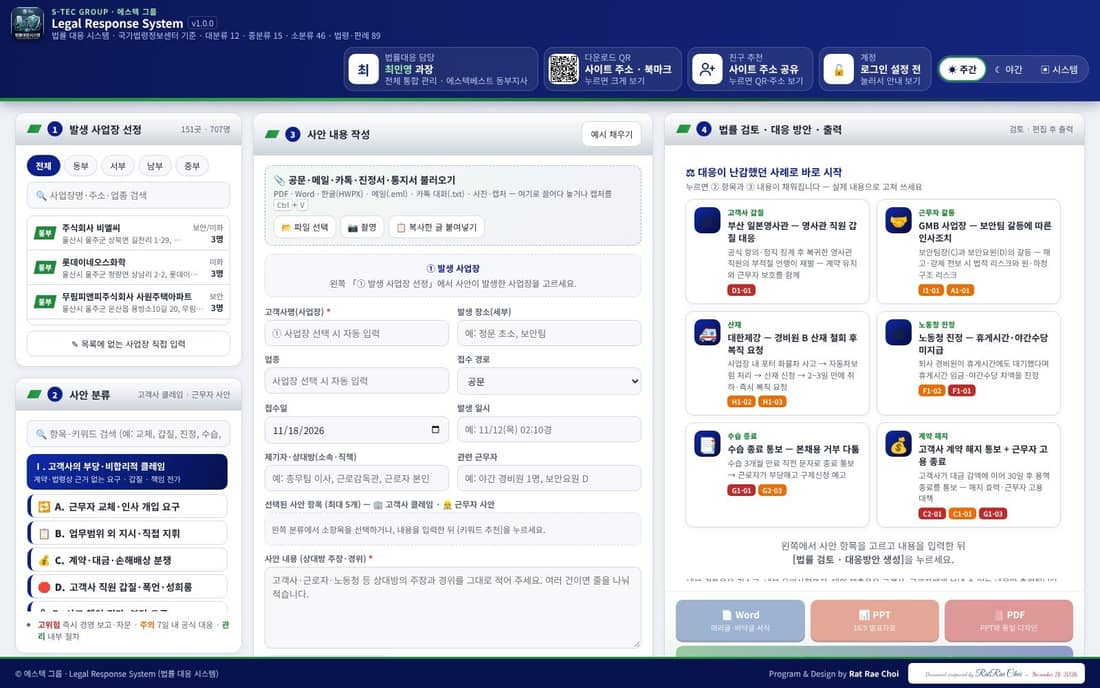 S-TEC GROUP · 에스텍 그룹
Legal Response System v1.0.0
법률 대응 시스템 · 국가법령정보센터 기준 · 대분류 12 · 중분류 15 · 소분류 46 · 법령·판례 89
법률대응 담당
최 최민영 과장
전체 통합 관리 · 에스텍베스트 동부지사
다운로드 QR
사이트 주소 · 북마크
누르면 크게 보기
친구 추천
사이트 주소 공유
누르면 QR·주소 보기
계정
로그인 설정 전
눌러서 안내 보기
주간
야간
시스템
1 발생 사업장 선정
151곳 · 707명
전체
동부
서부
남부
중부
사업장명·주소·업종 검색
동부 주식회사 비엘씨 보안/미화
울산시 울주군 상북면 길천리 1-29, … 3명
동부 롯데이네오스화학 미화
울산시 울주군 청량면 상남리 2-2, 롯데이… 3명
동부 무림피앤피주식회사 사원주택아파트 보안
울산시 울주군 온산읍 용방소10길 20, 무림… 3명
✎ 목록에 없는 사업장 직접 입력
2 사안 분류
고객사 클레임 · 근로자 사안
항목·키워드 검색 (예: 교체, 갑질, 진정, 수습,
Ⅰ. 고객사의 부당·비합리적 클레임
계약·법령상 근거 없는 요구 · 갑질 · 책임 전가
A. 근로자 교체·인사 개입 요구
B. 업무범위 외 지시·직접 지휘
C. 계약·대금·손해배상 분쟁
D. 고객사 직원 갑질·폭언·성희롱
• 고위험 즉시 경영 보고·자문 · 주의 7일 내 공식 대응 · 관
리 내부 절차
3 사안 내용 작성
예시 채우기
공문·메일·카톡·진정서·통지서 불러오기
PDF · Word · 한글(HWPX) · 메일(.eml) · 카톡 대화(.txt) · 사진·캡처 — 여기로 끌어다 놓거나 캡처를
Ctrl + V
파일 선택
촬영
복사한 글 붙여넣기
① 발생 사업장
왼쪽 「① 발생 사업장 선정」에서 사안이 발생한 사업장을 고르세요.
고객사명(사업장) *
① 사업장 선택 시 자동 입력
발생 장소(세부)
예: 정문 초소, 보안팀
업종
사업장 선택 시 자동 입력
접수 경로
공문
접수일
11/18/2026
발생 일시
예: 11/12(목) 02:10경
제기자·상대방(소속·직책)
예: 총무팀 이사, 근로감독관, 근로자 본인
관련 근무자
예: 야간 경비원 1명, 보안요원 D
선택된 사안 항목 (최대 5개) — 고객사 클레임 · 근로자 사안
왼쪽 분류에서 소항목을 선택하거나, 내용을 입력한 뒤 [키워드 추천]을 누르세요.
사안 내용 (상대방 주장·경위) *
고객사·근로자·노동청 등 상대방의 주장과 경위를 그대로 적어 주세요. 여러 건이면 줄을 나눠
적습니다.
4 법률 검토 · 대응 방안 · 출력
검토 · 편집 후 출력
⚖ 대응이 난감했던 사례로 바로 시작
누르면 ② 항목과 ③ 내용이 채워집니다 — 실제 내용으로 고쳐 쓰세요
고객사 갑질
부산 일본영사관 — 영사관 직원 갑
질 대응
공식 항의·정직 징계 후 복귀한 영사관
직원의 부적절 언행이 재발 — 계약 유지
와 근무자 보호를 함께
D1-01
근무자 갈등
GMB 사업장 — 보안팀 갈등에 따른
인사조치
보안팀장(C)과 보안요원(D)의 갈등 — 해
고·강제 전보 시 법적 리스크와 원·하청
구조 리스크
I1-01 A1-01
산재
대한제강 — 경비원 B 산재 철회 후
복직 요청
사업장 내 포터 화물차 사고 → 자동차보
험 처리 → 산재 신청 → 2~3일 만에 취
하·즉시 복직 요청
H1-02 H1-03
노동청 진정
노동청 진정 — 휴게시간·야간수당
미지급
퇴사 경비원이 휴게시간에도 대기했다며
휴게시간 임금·야간수당 차액을 진정
F1-02 F1-01
수습 종료
수습 종료 통보 — 본채용 거부 다툼
수습 3개월 만료 직전 문자로 종료 통보
→ 근로자가 부당해고 구제신청 예고
G1-01 G2-03
계약 해지
고객사 계약 해지 통보 + 근무자 고
용 종료
고객사가 대금 감액에 이어 30일 후 용역
종료를 통보 — 해지 효력·근무자 고용
대책
C2-01 C1-01 G1-03
왼쪽에서 사안 항목을 고르고 내용을 입력한 뒤
[법률 검토 · 대응방안 생성]을 누르세요.
Word
머리글·바닥글 서식
PPT
16:9 발표자료
PDF
PPT와 동일 디자인
© 에스텍 그룹 · Legal Response System (법률 대응 시스템)
Program & Design by Rat Rae Choi
Document prepared by RatRae Choi — November 18, 2026